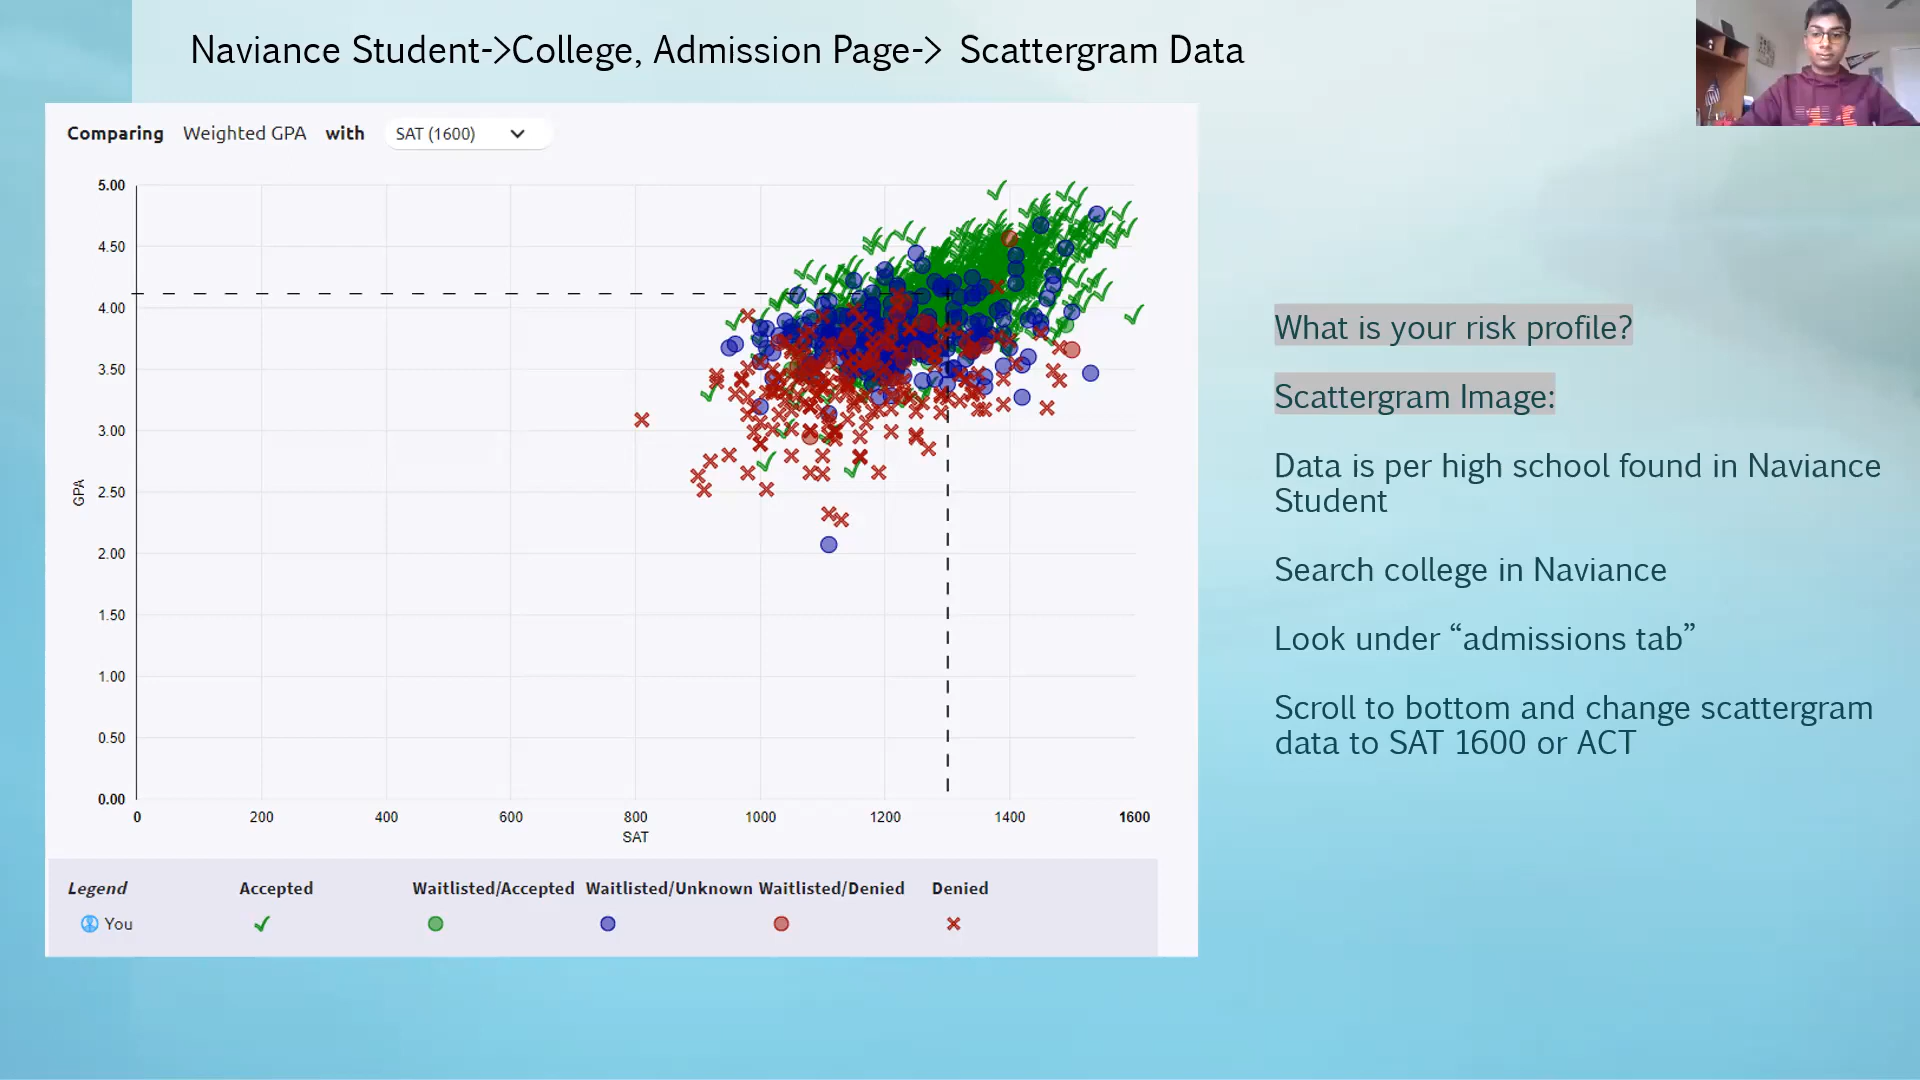 Naviance Student->College, Admission Page-> Scattergram Data
Comparing Weighted GPA with SAT (1600)
5.00
4.50
4.00
3.50
3.00
2.50
2.00
1.50
1.00
0.50
0.00
GPA
0 200 400 600 800 1000 1200 1400 1600
SAT
Legend Accepted Waitlisted/Accepted Waitlisted/Unknown Waitlisted/Denied Denied
You
What is your risk profile?
Scattergram Image:
Data is per high school found in Naviance
Student
Search college in Naviance
Look under “admissions tab”
Scroll to bottom and change scattergram
data to SAT 1600 or ACT